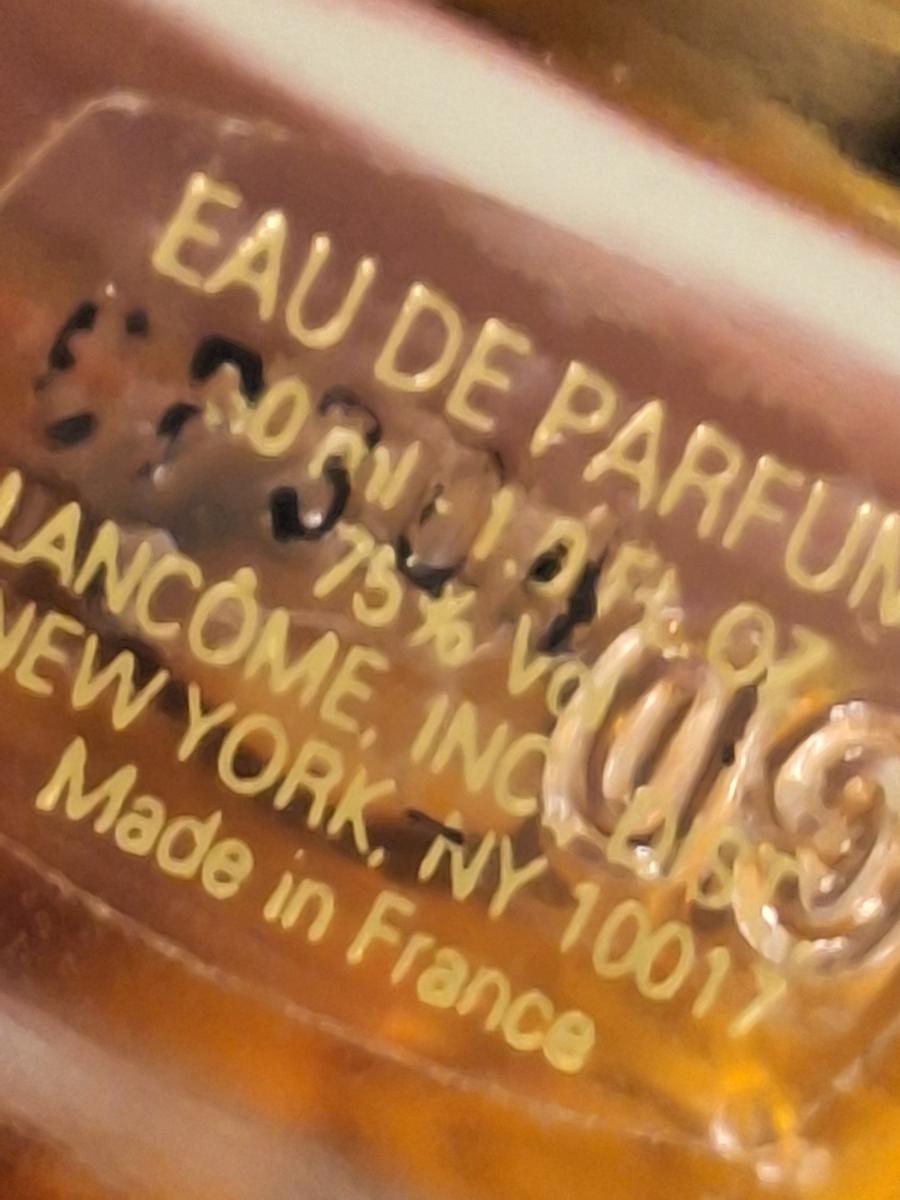 EAU DE PARFUM
30 ml · 1.0 FL OZ
75% Vol
LANCÔME, INC, DIST
NEW YORK, NY 10017
Made in France